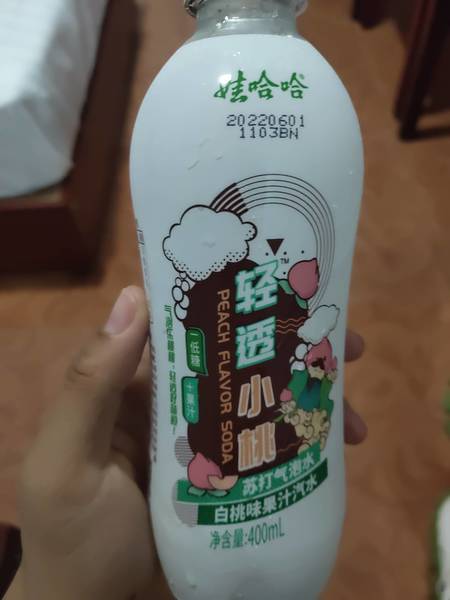 娃哈哈
20220601
1103BN
TM
轻透小桃
PEACH FLAVOR SODA
低糖
+果汁
苏打气泡水
白桃味果汁汽水
净含量:400mL